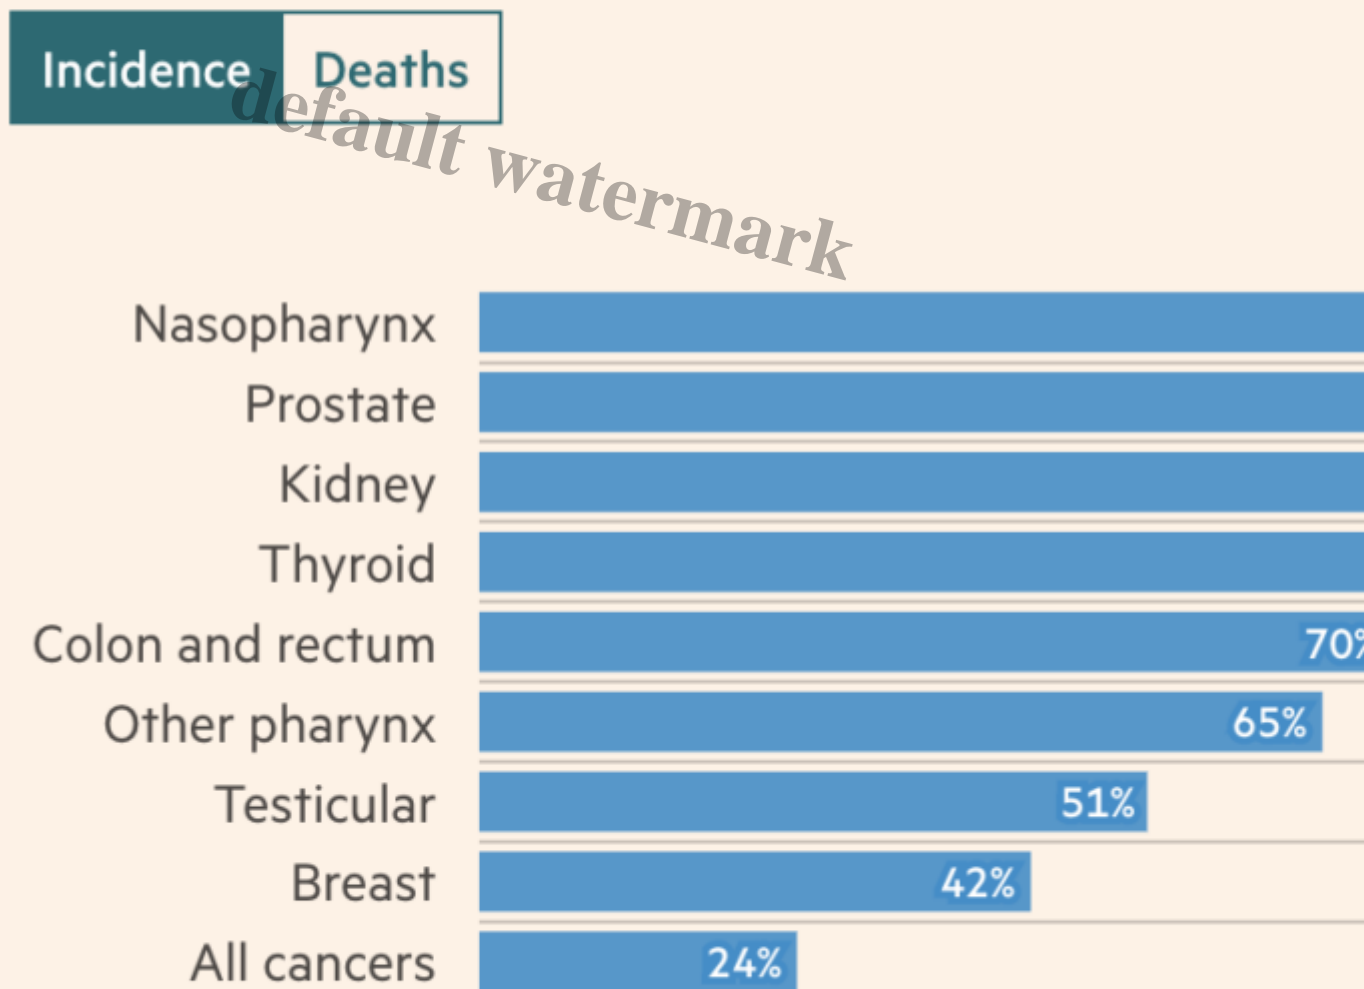 Incidence Deaths
default watermark
Nasopharynx
Prostate
Kidney
Thyroid
Colon and rectum 70%
Other pharynx 65%
Testicular 51%
Breast 42%
All cancers 24%